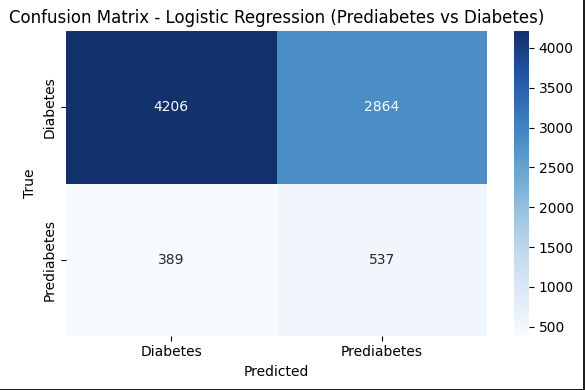 Confusion Matrix - Logistic Regression (Prediabetes vs Diabetes)
True
Diabetes
Prediabetes
4206
2864
389
537
Diabetes
Prediabetes
Predicted
4000
3500
3000
2500
2000
1500
1000
500